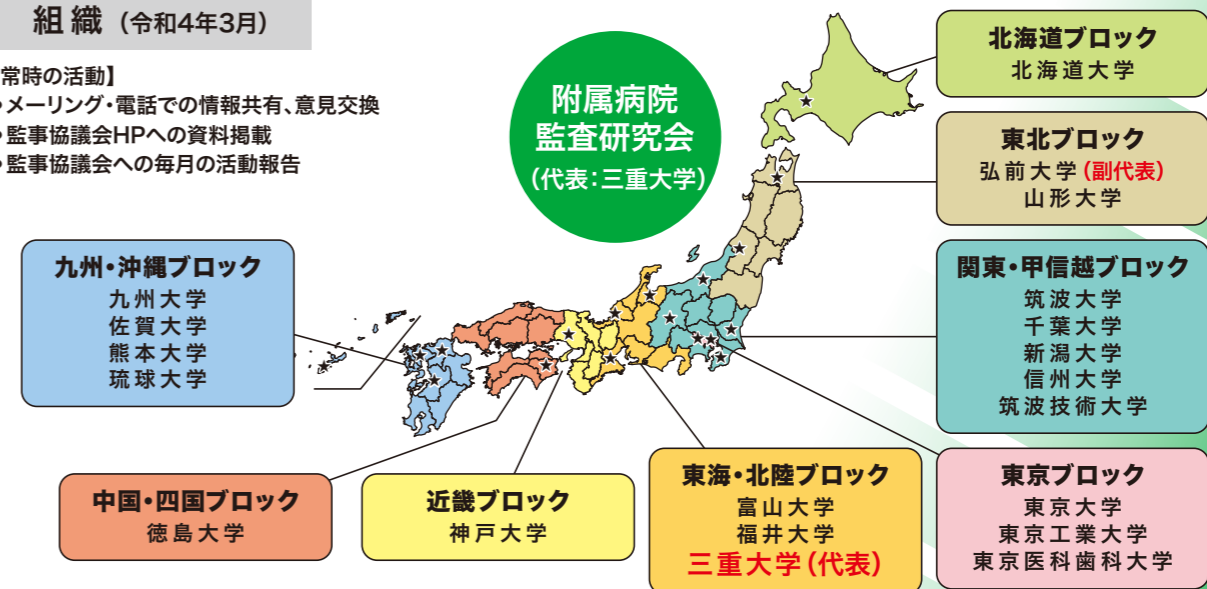 組織（令和4年3月）
常時の活動】
・メーリング・電話での情報共有、意見交換
・監事協議会HPへの資料掲載
・監事協議会への毎月の活動報告
附属病院
監査研究会
（代表：三重大学）
北海道ブロック
北海道大学
東北ブロック
弘前大学（副代表）
山形大学
関東・甲信越ブロック
筑波大学
千葉大学
新潟大学
信州大学
筑波技術大学
九州・沖縄ブロック
九州大学
佐賀大学
熊本大学
琉球大学
中国・四国ブロック
徳島大学
近畿ブロック
神戸大学
東海・北陸ブロック
富山大学
福井大学
三重大学（代表）
東京ブロック
東京大学
東京工業大学
東京医科歯科大学